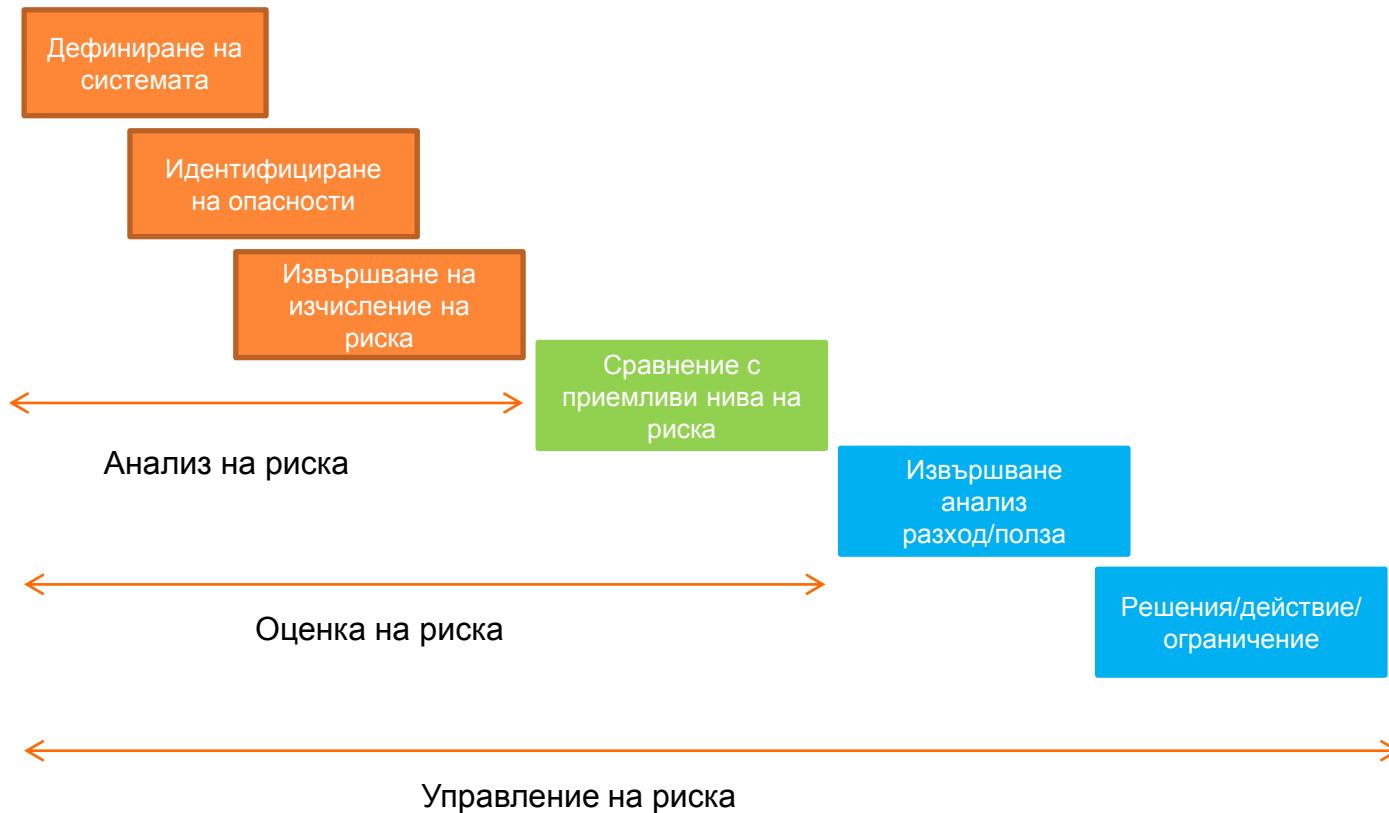 Дефиниране на
системата
Идентифициране
на опасности
Извършване на
изчисление на
риска
Сравнение с
приемливи нива на
риска
Анализ на риска
Извършване
анализ
разход/полза
Оценка на риска
Решения/действие/
ограничение
Управление на риска